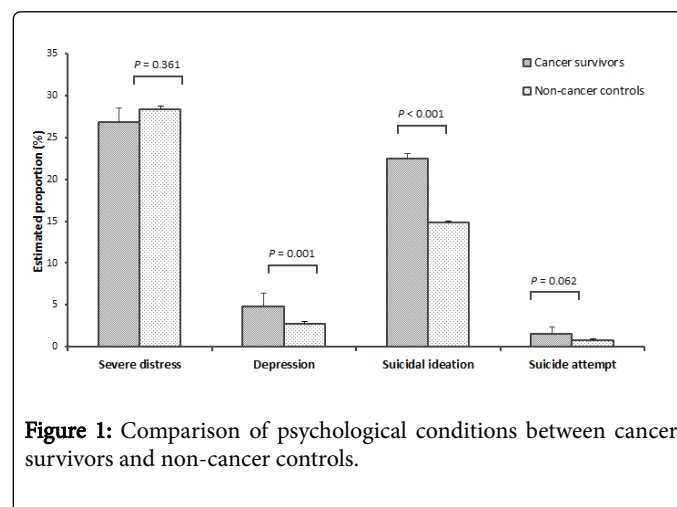 35
30
25
20
15
10
5
0
Estimated proportion (%)
P = 0.361
P = 0.001
P < 0.001
P = 0.062
Cancer survivors
Non-cancer controls
Severe distress
Depression
Suicidal ideation
Suicide attempt
Figure 1: Comparison of psychological conditions between cancer
survivors and non-cancer controls.